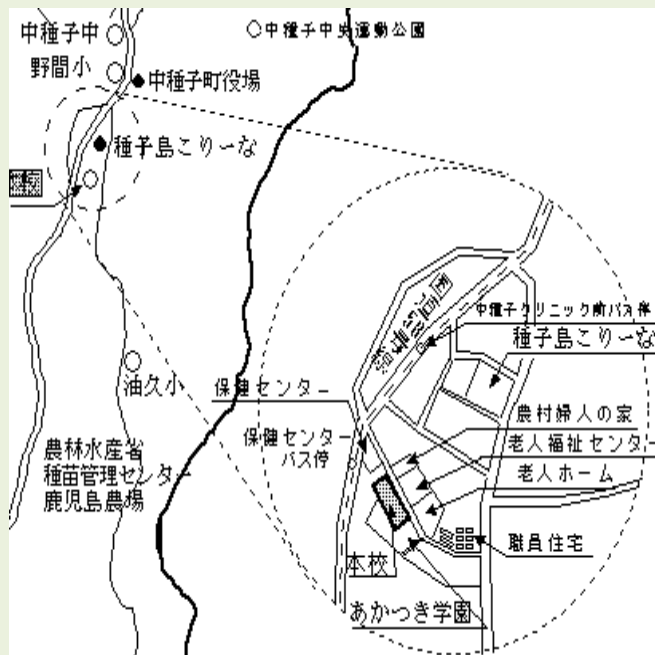 中種子中
○中種子中央運動公園
野間小
中種子町役場
種子島こりーな
中種子クリニック前バス停
種子島こりーな
油久小
保健センター
農村婦人の家
保健センター
バス停
老人福祉センター
農林水産省
種苗管理センター
鹿児島農場
老人ホーム
職員住宅
本校
あかつき学園